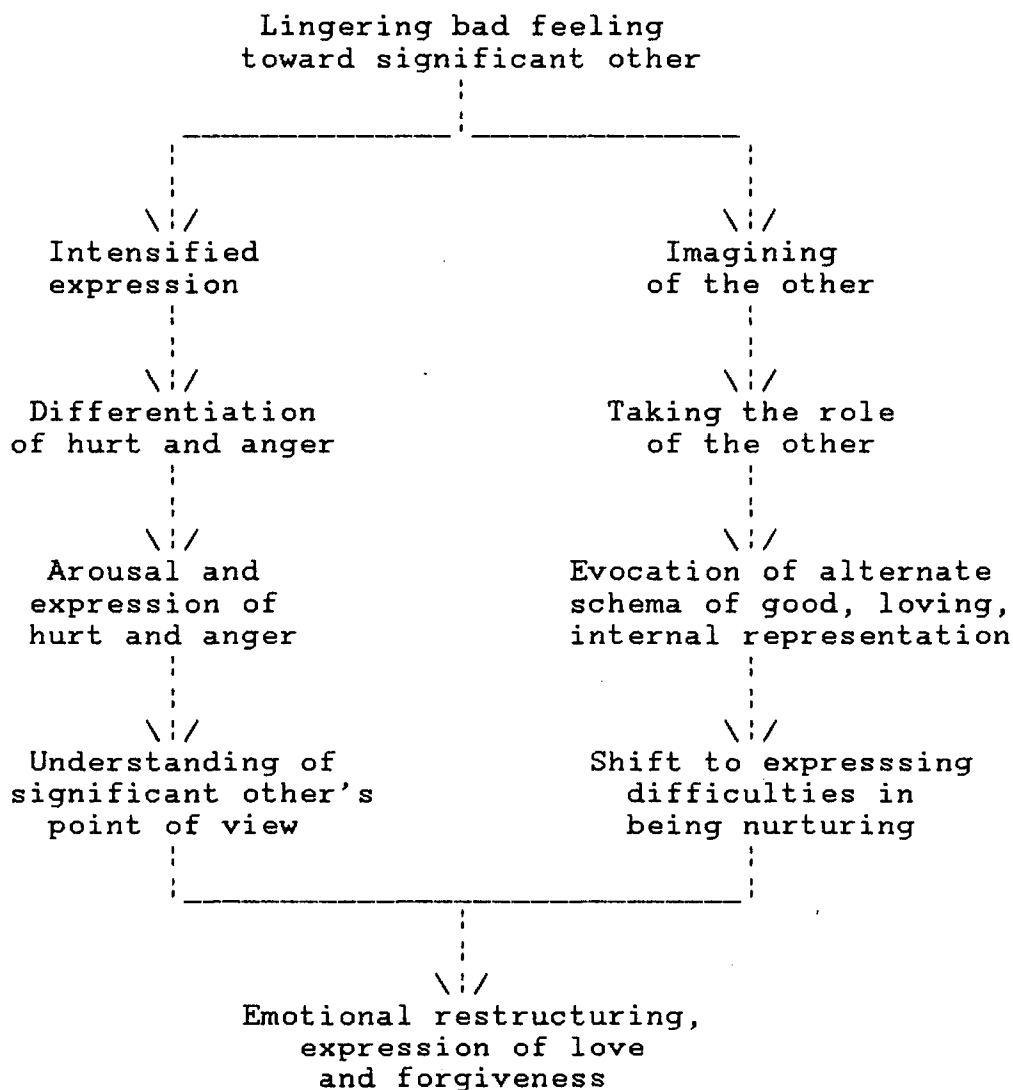 Lingering bad feeling
toward significant other
Intensified
expression
Imagining
of the other
Differentiation
of hurt and anger
Taking the role
of the other
Arousal and
expression of
hurt and anger
Evocation of alternate
schema of good, loving,
internal representation
Understanding of
significant other's
point of view
Shift to expresssing
difficulties in
being nurturing
Emotional restructuring,
expression of love
and forgiveness